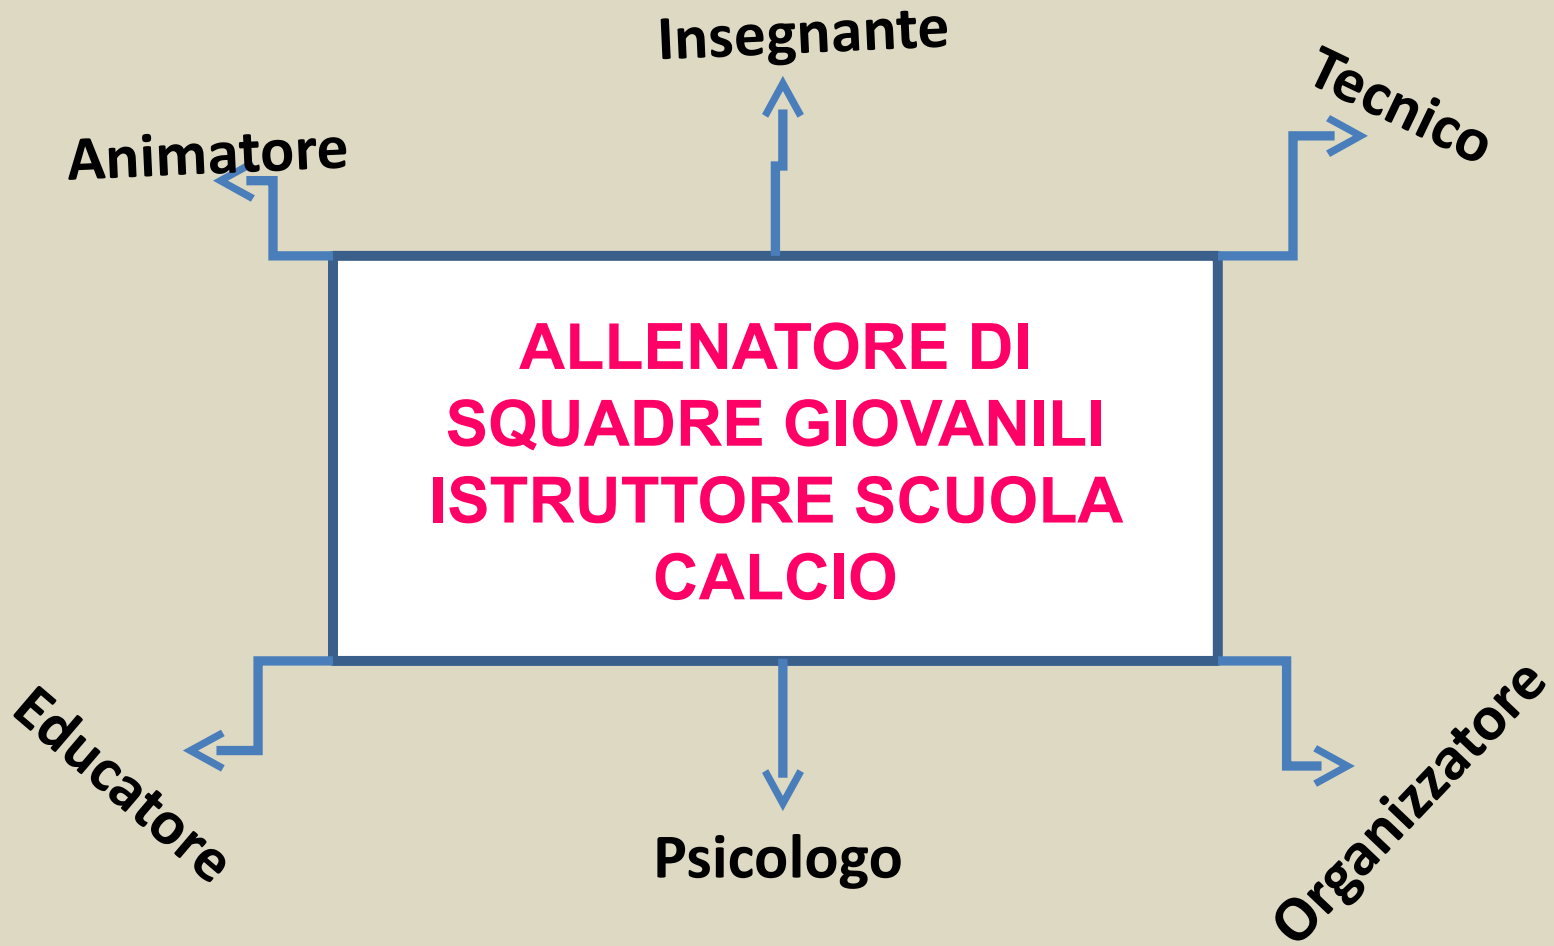 Insegnante
Tecnico
Animatore
ALLENATORE DI
SQUADRE GIOVANILI
ISTRUTTORE SCUOLA
CALCIO
Educatore
Psicologo
Organizzatore